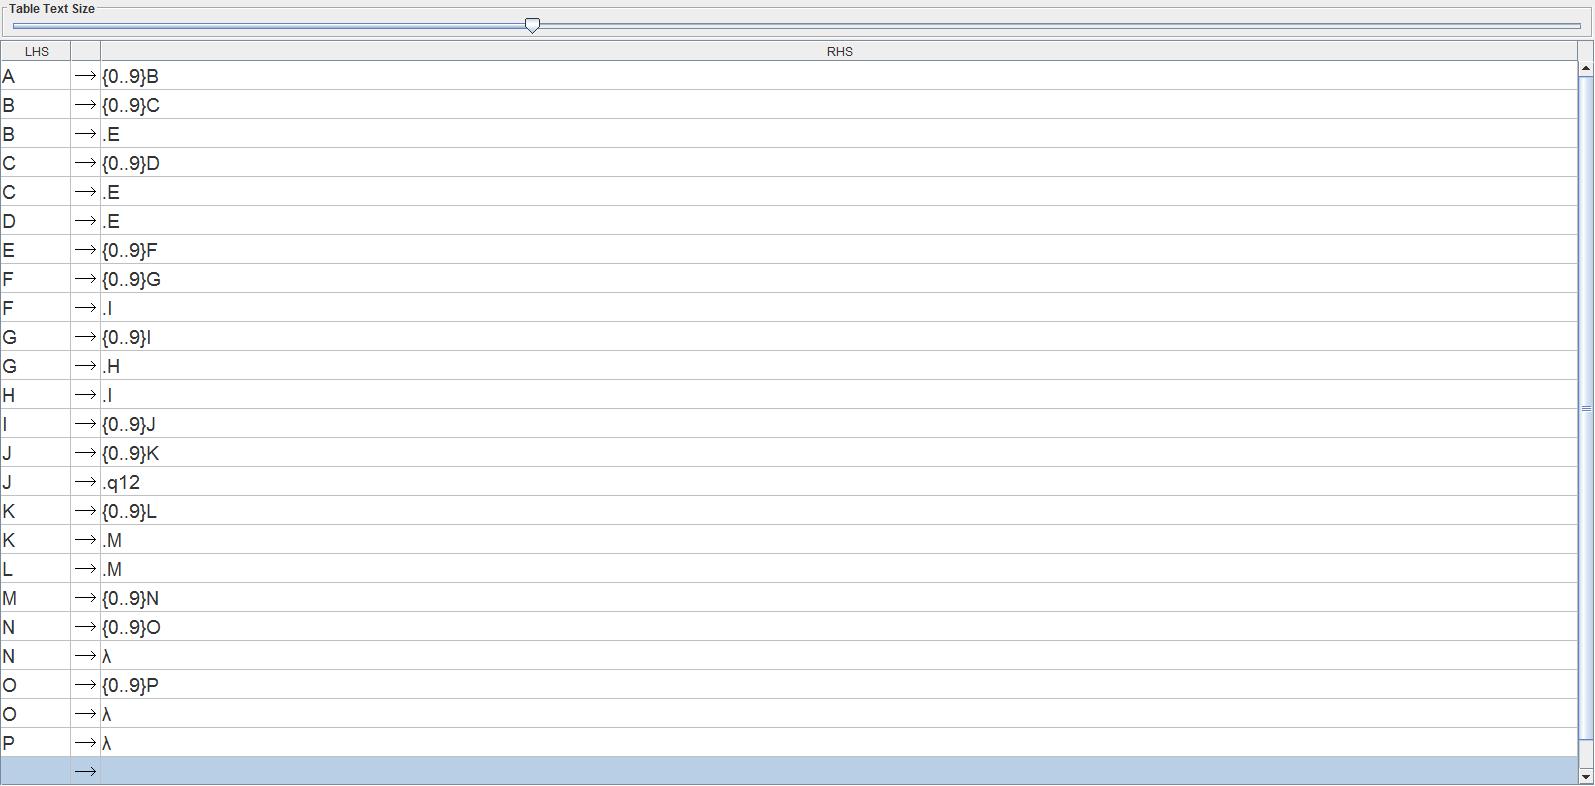 Table Text Size
LHS RHS
A → {0..9}B
B → {0..9}C
B → .E
C → {0..9}D
C → .E
D → .E
E → {0..9}F
F → {0..9}G
F → .I
G → {0..9}I
G → .H
H → .I
I → {0..9}J
J → {0..9}K
J → .q12
K → {0..9}L
K → .M
L → .M
M → {0..9}N
N → {0..9}O
N → λ
O → {0..9}P
O → λ
P → λ
→